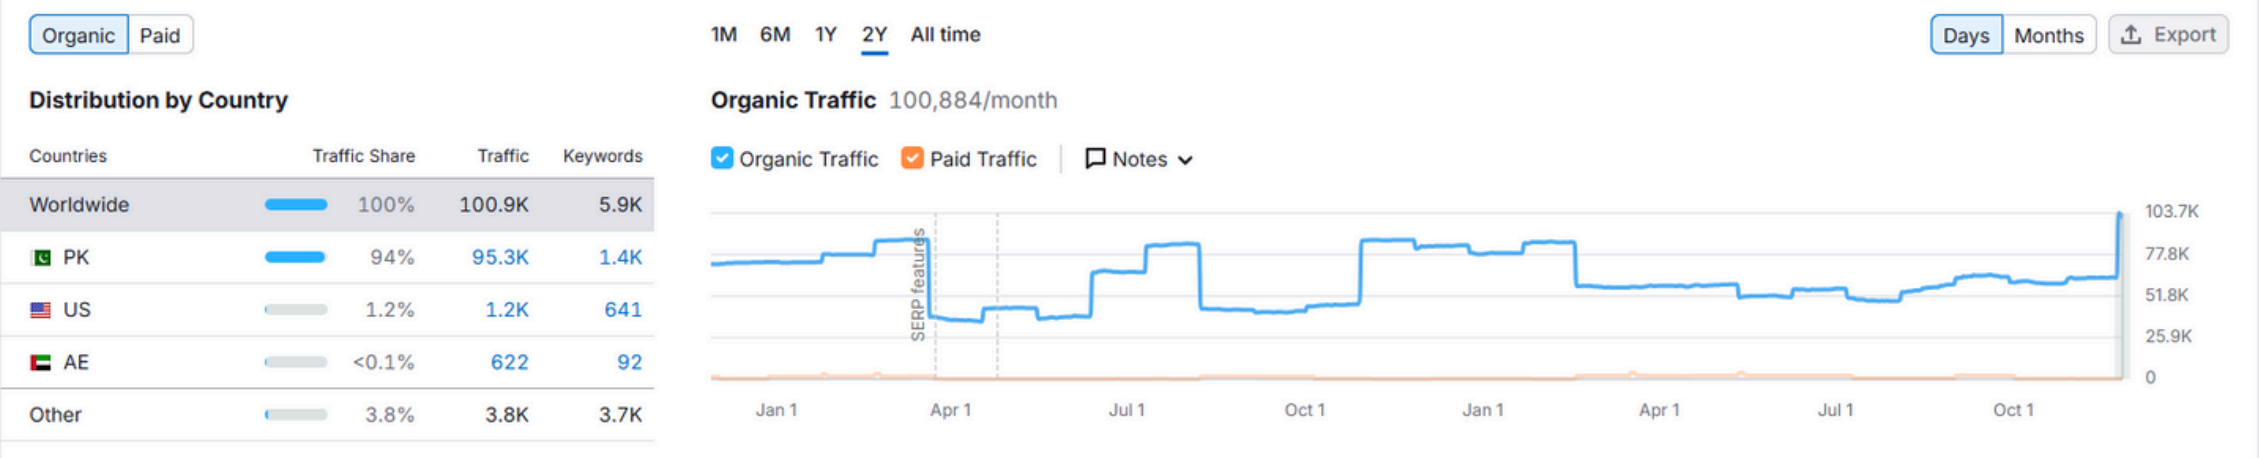 Organic Paid
Distribution by Country
Countries Traffic Share Traffic Keywords
Worldwide 100% 100.9K 5.9K
PK 94% 95.3K 1.4K
US 1.2% 1.2K 641
AE <0.1% 622 92
Other 3.8% 3.8K 3.7K
1M 6M 1Y 2Y All time
Days Months Export
Organic Traffic 100,884/month
Organic Traffic Paid Traffic Notes
SERP features
103.7K
77.8K
51.8K
25.9K
0
Jan 1 Apr 1 Jul 1 Oct 1 Jan 1 Apr 1 Jul 1 Oct 1